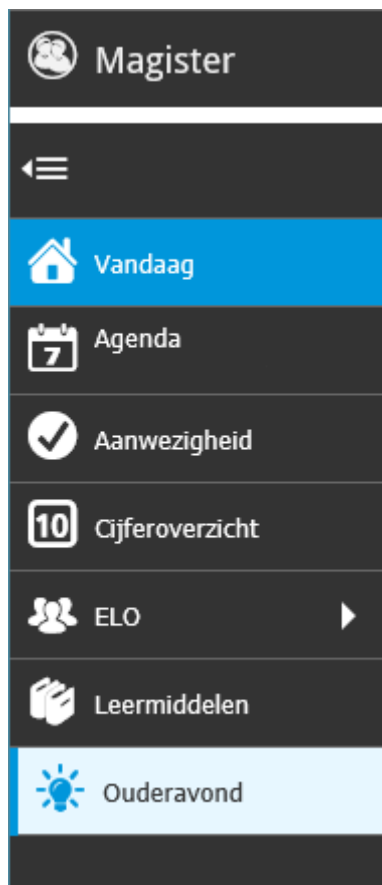 Magister
Vandaag
7
Agenda
Aanwezigheid
10
Cijferoverzicht
ELO
Leermiddelen
Ouderavond